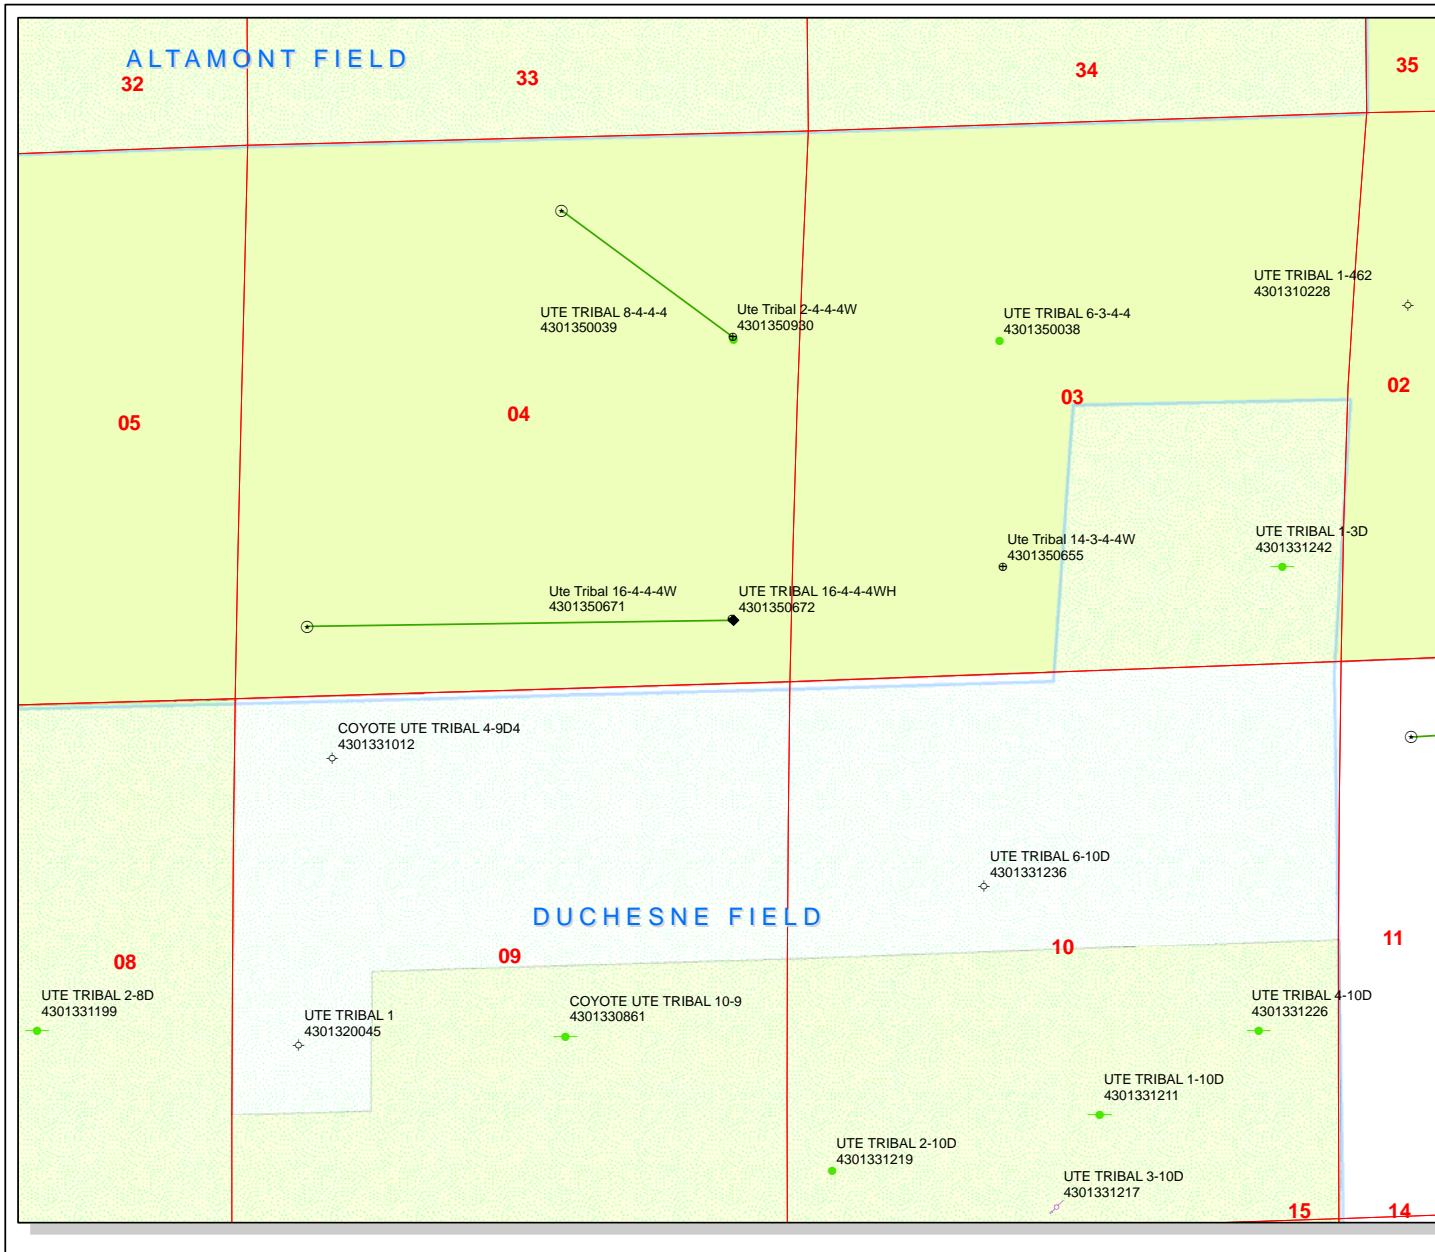 ALTAMONT FIELD
32
33
34
35
UTE TRIBAL 1-462
4301310228
UTE TRIBAL 8-4-4-4
4301350039
Ute Tribal 2-4-4-4W
4301350930
UTE TRIBAL 6-3-4-4
4301350038
05
04
03
02
Ute Tribal 14-3-4-4W
4301350655
UTE TRIBAL 1-3D
4301331242
Ute Tribal 16-4-4-4W
4301350671
UTE TRIBAL 16-4-4-4WH
4301350672
COYOTE UTE TRIBAL 4-9D4
4301331012
UTE TRIBAL 6-10D
4301331236
DUCHESNE FIELD
08
09
10
11
UTE TRIBAL 2-8D
4301331199
UTE TRIBAL 1
4301320045
COYOTE UTE TRIBAL 10-9
4301330861
UTE TRIBAL 4-10D
4301331226
UTE TRIBAL 1-10D
4301331211
UTE TRIBAL 2-10D
4301331219
UTE TRIBAL 3-10D
4301331217
15
14